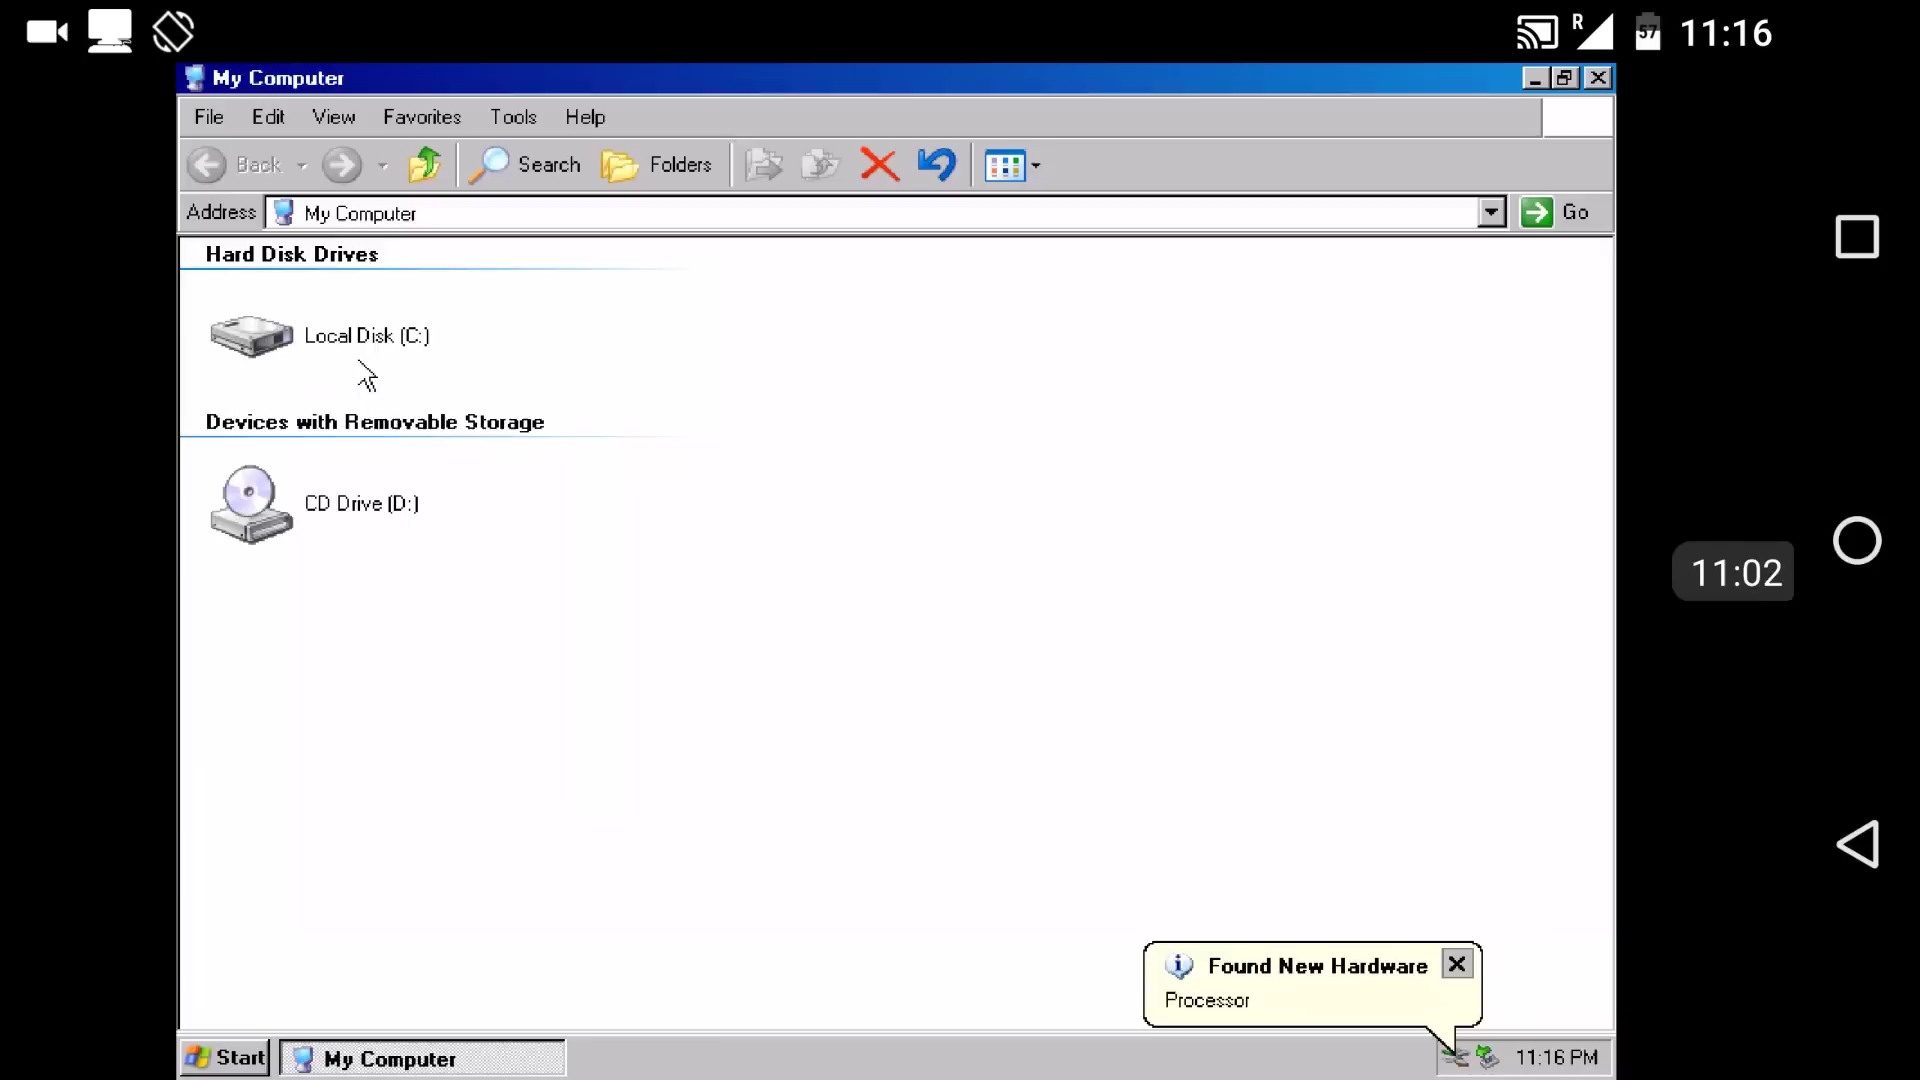 R
57
11:16
My Computer
File Edit View Favorites Tools Help
Back Search Folders
Address My Computer Go
Hard Disk Drives
Local Disk (C:)
Devices with Removable Storage
CD Drive (D:)
11:02
Found New Hardware
Processor
Start My Computer 11:16 PM